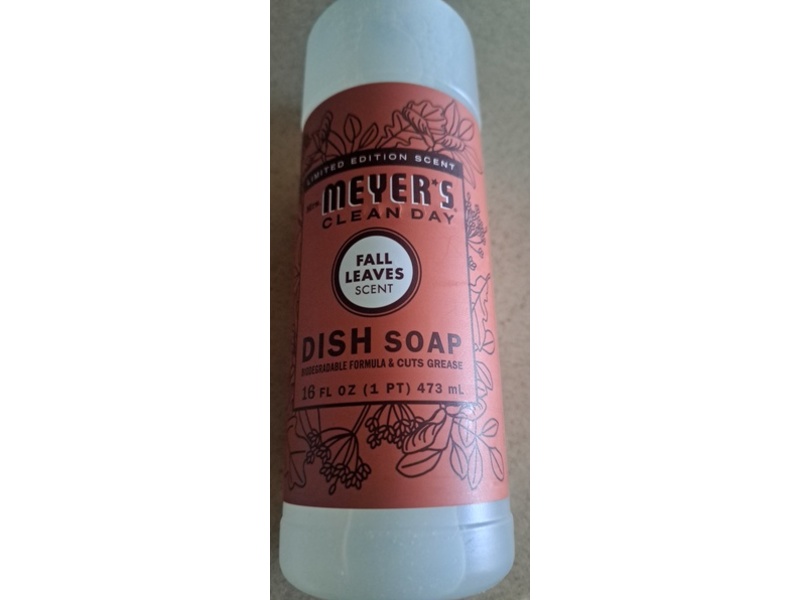 LIMITED EDITION SCENT
MRS. MEYER'S
CLEAN DAY
FALL
LEAVES
SCENT
DISH SOAP
BIODEGRADABLE FORMULA & CUTS GREASE
16 FL OZ (1 PT) 473 mL